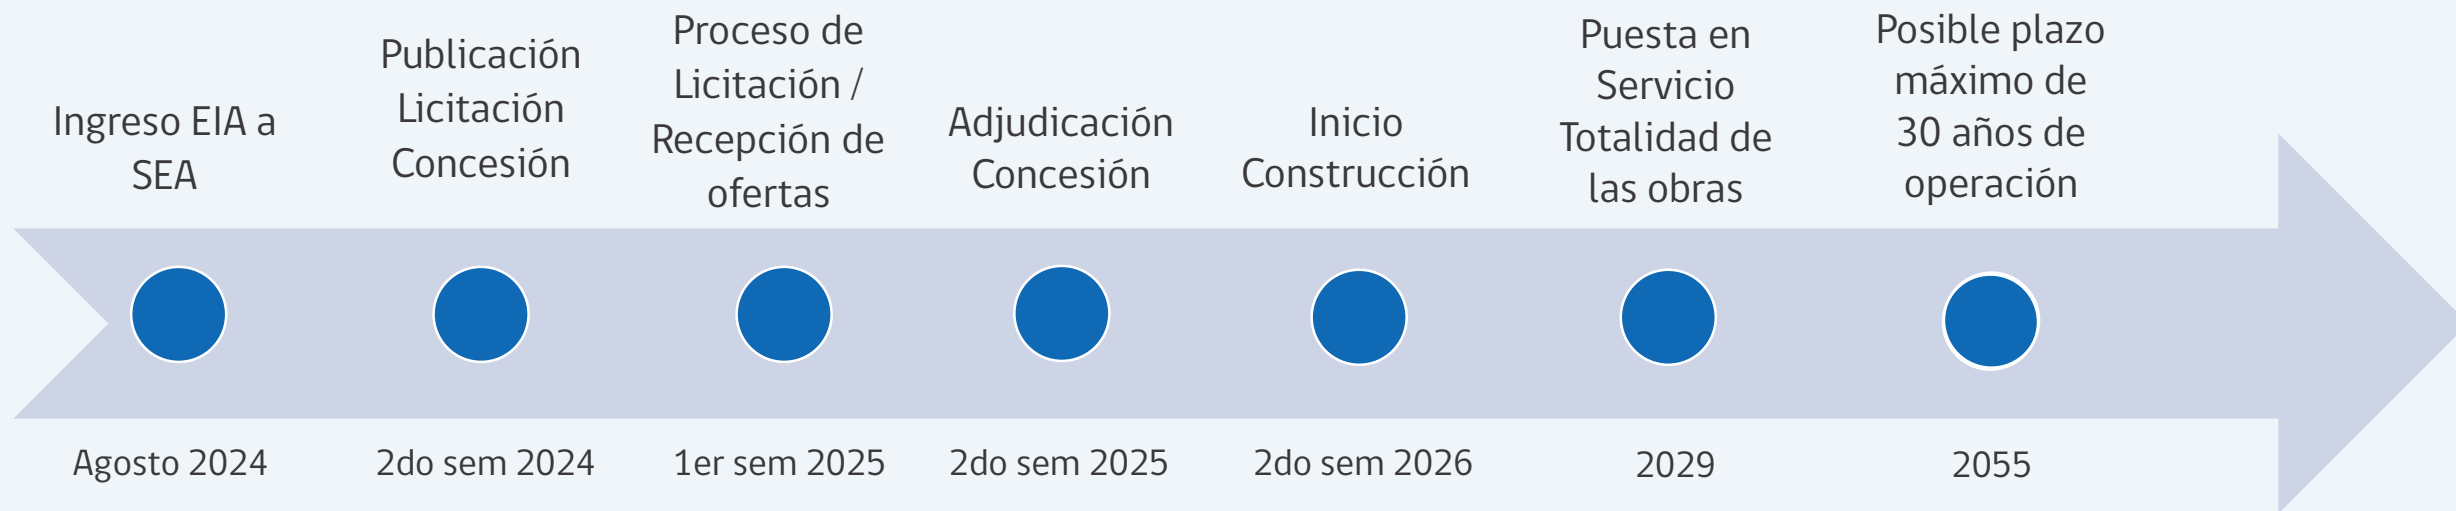 Ingreso EIA a
SEA
Publicación
Licitación
Concesión
Proceso de
Licitación /
Recepción de
ofertas
Adjudicación
Concesión
Inicio
Construcción
Puesta en
Servicio
Totalidad de
las obras
Posible plazo
máximo de
30 años de
operación
Agosto 2024
2do sem 2024
1er sem 2025
2do sem 2025
2do sem 2026
2029
2055